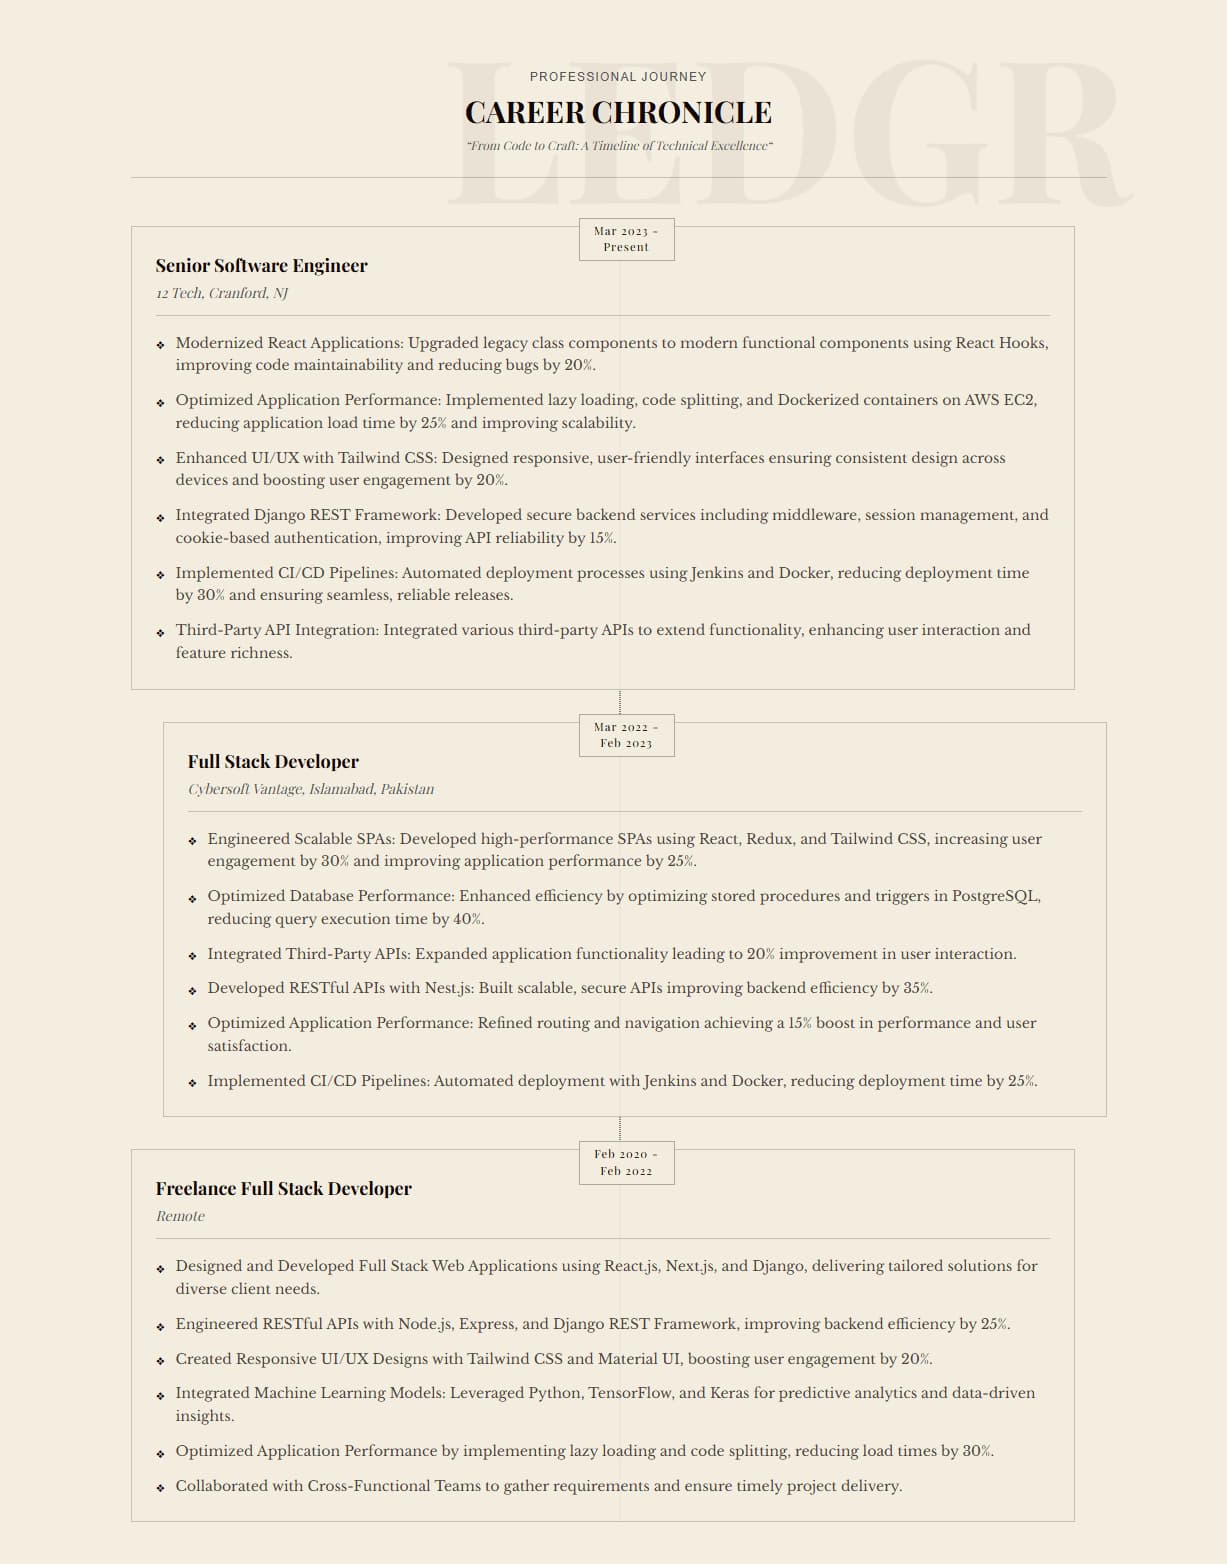 LEDGR
PROFESSIONAL JOURNEY
CAREER CHRONICLE
"From Code to Craft: A Timeline of Technical Excellence"
Mar 2023 -
Present
Senior Software Engineer
12 Tech, Cranford, NJ
❖ Modernized React Applications: Upgraded legacy class components to modern functional components using React Hooks,
improving code maintainability and reducing bugs by 20%.
❖ Optimized Application Performance: Implemented lazy loading, code splitting, and Dockerized containers on AWS EC2,
reducing application load time by 25% and improving scalability.
❖ Enhanced UI/UX with Tailwind CSS: Designed responsive, user-friendly interfaces ensuring consistent design across
devices and boosting user engagement by 20%.
❖ Integrated Django REST Framework: Developed secure backend services including middleware, session management, and
cookie-based authentication, improving API reliability by 15%.
❖ Implemented CI/CD Pipelines: Automated deployment processes using Jenkins and Docker, reducing deployment time
by 30% and ensuring seamless, reliable releases.
❖ Third-Party API Integration: Integrated various third-party APIs to extend functionality, enhancing user interaction and
feature richness.
Mar 2022 -
Feb 2023
Full Stack Developer
Cybersoft Vantage, Islamabad, Pakistan
❖ Engineered Scalable SPAs: Developed high-performance SPAs using React, Redux, and Tailwind CSS, increasing user
engagement by 30% and improving application performance by 25%.
❖ Optimized Database Performance: Enhanced efficiency by optimizing stored procedures and triggers in PostgreSQL,
reducing query execution time by 40%.
❖ Integrated Third-Party APIs: Expanded application functionality leading to 20% improvement in user interaction.
❖ Developed RESTful APIs with Nest.js: Built scalable, secure APIs improving backend efficiency by 35%.
❖ Optimized Application Performance: Refined routing and navigation achieving a 15% boost in performance and user
satisfaction.
❖ Implemented CI/CD Pipelines: Automated deployment with Jenkins and Docker, reducing deployment time by 25%.
Feb 2020 -
Feb 2022
Freelance Full Stack Developer
Remote
❖ Designed and Developed Full Stack Web Applications using React.js, Next.js, and Django, delivering tailored solutions for
diverse client needs.
❖ Engineered RESTful APIs with Node.js, Express, and Django REST Framework, improving backend efficiency by 25%.
❖ Created Responsive UI/UX Designs with Tailwind CSS and Material UI, boosting user engagement by 20%.
❖ Integrated Machine Learning Models: Leveraged Python, TensorFlow, and Keras for predictive analytics and data-driven
insights.
❖ Optimized Application Performance by implementing lazy loading and code splitting, reducing load times by 30%.
❖ Collaborated with Cross-Functional Teams to gather requirements and ensure timely project delivery.